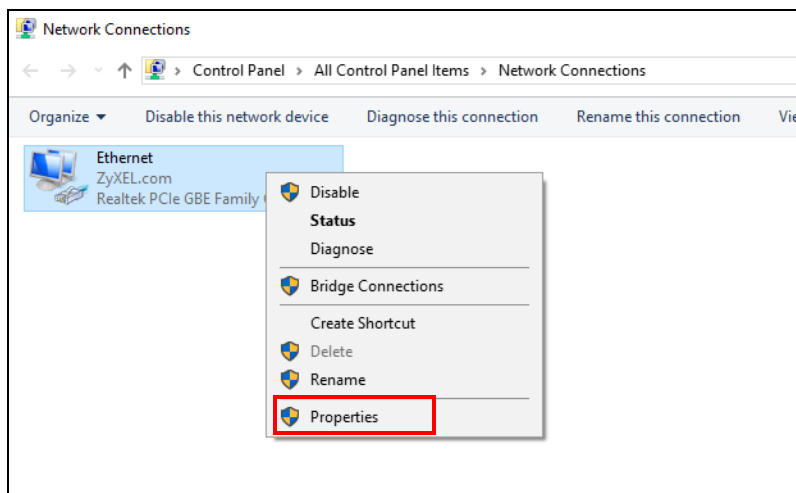 Network Connections
Control Panel > All Control Panel Items > Network Connections
Organize Disable this network device Diagnose this connection Rename this connection
Ethernet
ZyXEL.com
Realtek PCIe GBE Family
Disable
Status
Diagnose
Bridge Connections
Create Shortcut
Delete
Rename
Properties